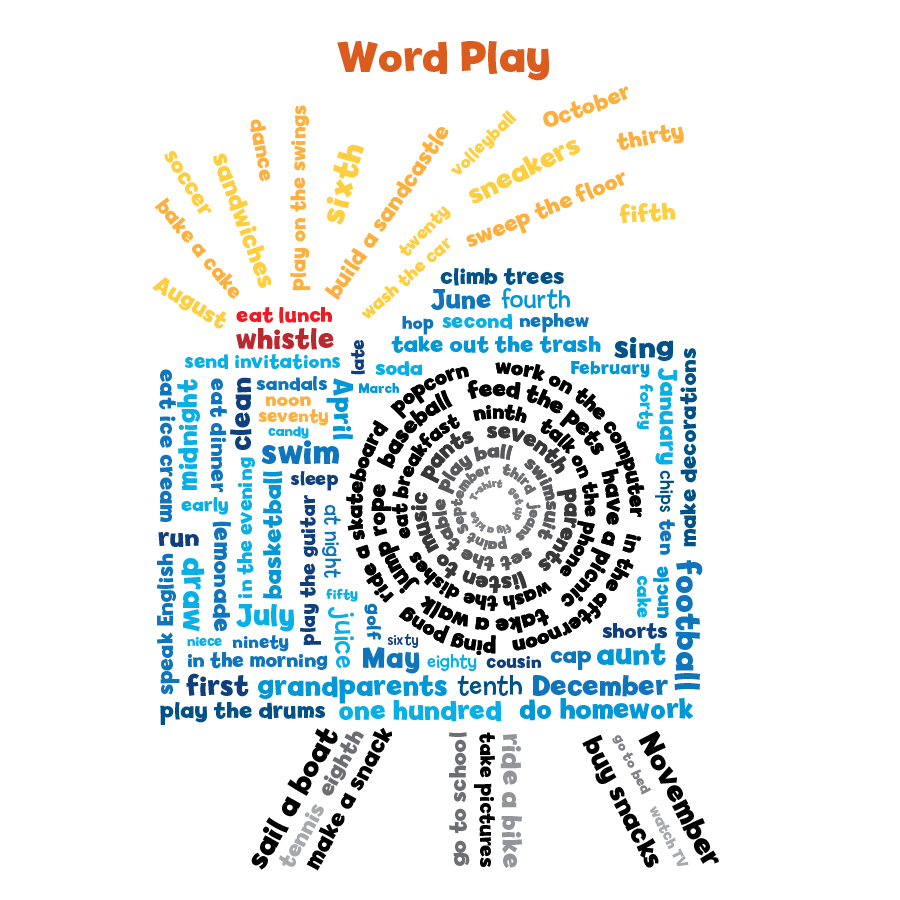 Word Play
October
thirty
volleyball
sneakers
sixth
build a sandcastle
play on the swings
dance
soccer
sandwiches
bake a cake
August
twenty
sweep the floor
fifth
wash the car
climb trees
June
fourth
hop
second
nephew
take out the trash
sing
eat lunch
whistle
send invitations
late
soda
February
March
sandals
noon
seventy
candy
swim
sleep
April
clean
eat dinner
midnight
eat ice cream
early
run
draw
speak English
lemonade
in the evening
basketball
play the guitar
at night
fifty
juice
July
niece
ninety
in the morning
golf
sixty
May
eighty
cousin
cap
aunt
shorts
January
forty
make decorations
chips
ten
uncle
cake
football
popcorn
work on the computer
ride a skateboard
in the afternoon
ping pong
baseball
feed the pets
have a picnic
take a walk
jump rope
eat breakfast
ninth
talk on the phone
wash the dishes
pants
seventh
parents
listen to music
play ball
swimsuit
set the table
September
third
jeans
paint
T-shirt
get up
fly a kite
first
grandparents
tenth
December
play the drums
one hundred
do homework
sail a boat
eighth
tennis
make a snack
go to school
take pictures
ride a bike
buy snacks
go to bed
watch TV
November